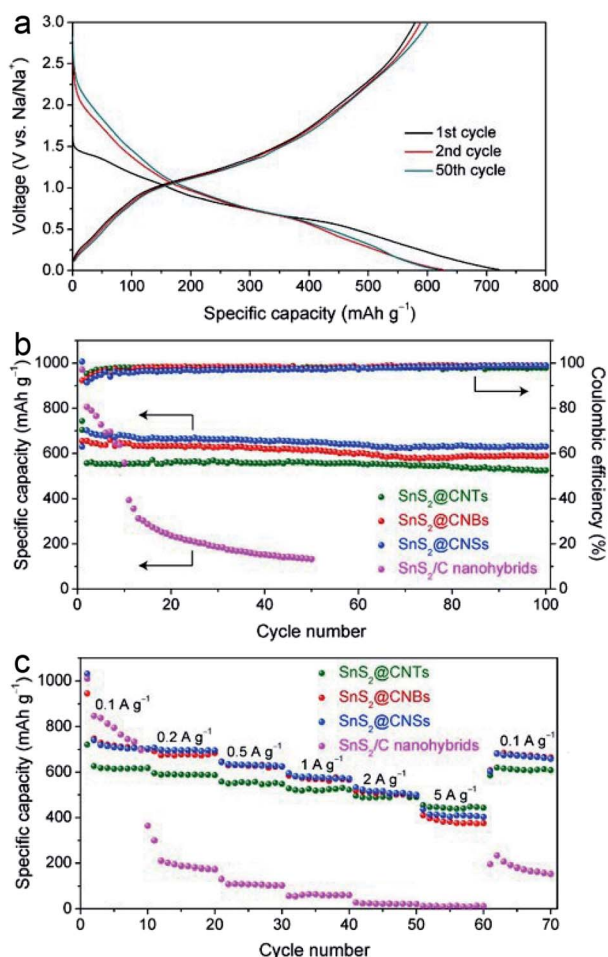 a
3.0
2.5
2.0
1.5
1.0
0.5
0.0
Voltage (V vs. Na/Na⁺)
1st cycle
2nd cycle
50th cycle
0 100 200 300 400 500 600 700 800
Specific capacity (mAh g⁻¹)
b
1000
800
600
400
200
0
Specific capacity (mAh g⁻¹)
100
80
60
40
20
0
Coulombic efficiency (%)
SnS₂@CNTs
SnS₂@CNBs
SnS₂@CNSs
SnS₂/C nanohybrids
0 20 40 60 80 100
Cycle number
c
1000
800
600
400
200
0
Specific capacity (mAh g⁻¹)
SnS₂@CNTs
SnS₂@CNBs
SnS₂@CNSs
SnS₂/C nanohybrids
0.1 A g⁻¹
0.2 A g⁻¹
0.5 A g⁻¹
1 A g⁻¹
2 A g⁻¹
5 A g⁻¹
0.1 A g⁻¹
0 10 20 30 40 50 60 70
Cycle number